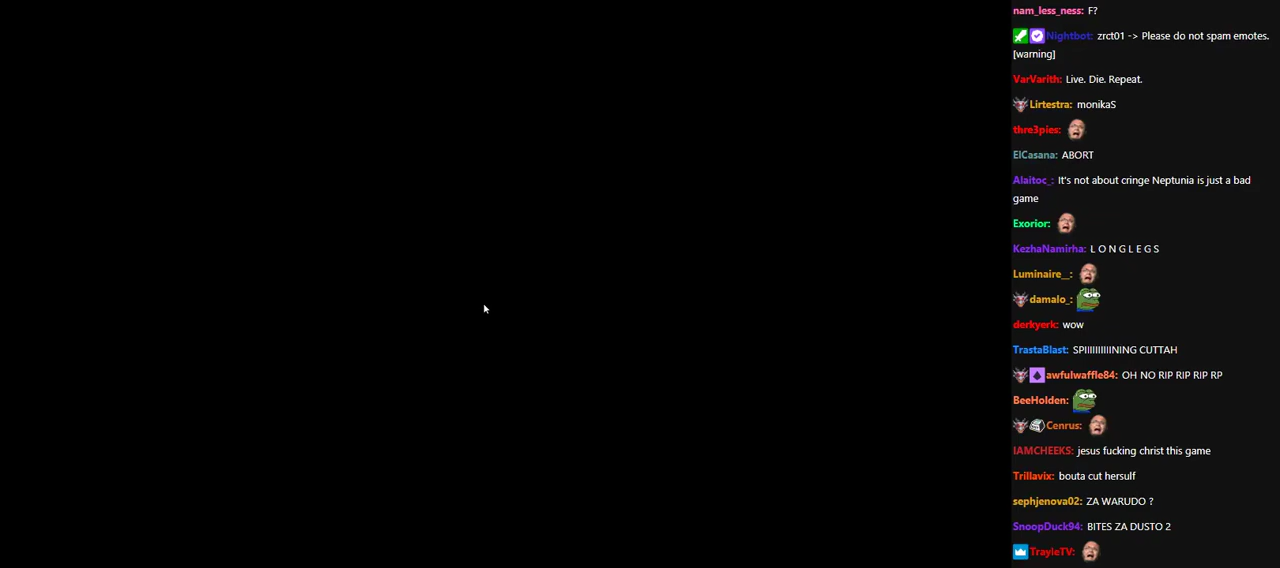 nam_less_ness: F?
Nightbot: zrct01 -> Please do not spam emotes.
[warning]
VarVarith: Live. Die. Repeat.
Lirtestra: monikaS
thre3pies:
ElCasana: ABORT
Alaitoc_: It's not about cringe Neptunia is just a bad
game
Exorior:
KezhaNamirha: L O N G L E G S
Luminaire__:
damalo_:
derkyerk: wow
TrastaBlast: SPIIIIIIIIIINING CUTTAH
awfulwaffle84: OH NO RIP RIP RIP RP
BeeHolden:
Cenrus:
IAMCHEEKS: jesus fucking christ this game
Trillavix: bouta cut hersulf
sephjenova02: ZA WARUDO ?
SnoopDuck94: BITES ZA DUSTO 2
TrayleTV: